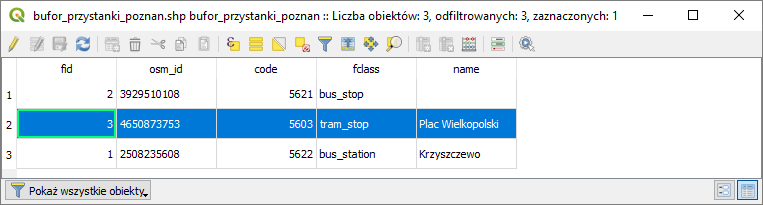 bufor_przystanki_poznan.shp bufor_przystanki_poznan :: Liczba obiektów: 3, odfiltrowanych: 3, zaznaczonych: 1
fid osm_id code fclass name
1 2 3929510108 5621 bus_stop
2 3 4650873753 5603 tram_stop Plac Wielkopolski
3 1 2508235608 5622 bus_station Krzyszczewo
Pokaż wszystkie obiekty